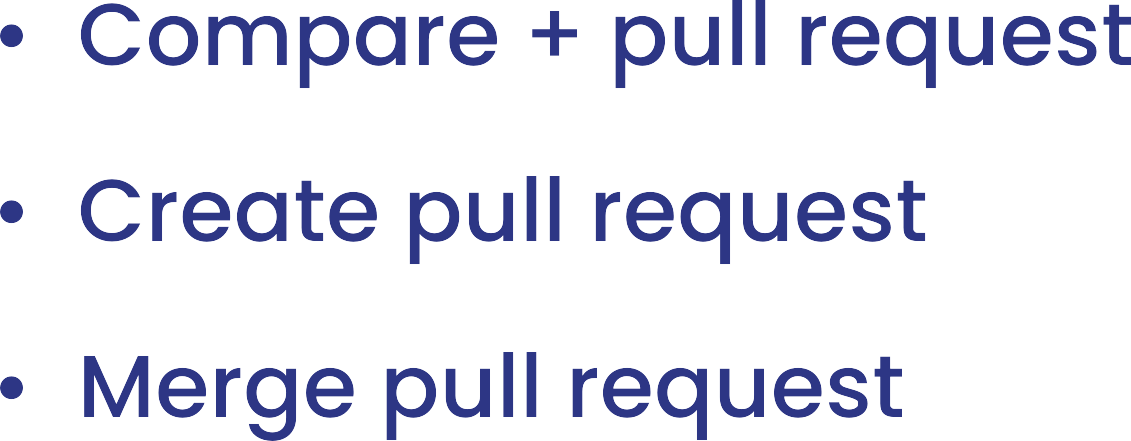 • Compare + pull request
• Create pull request
• Merge pull request